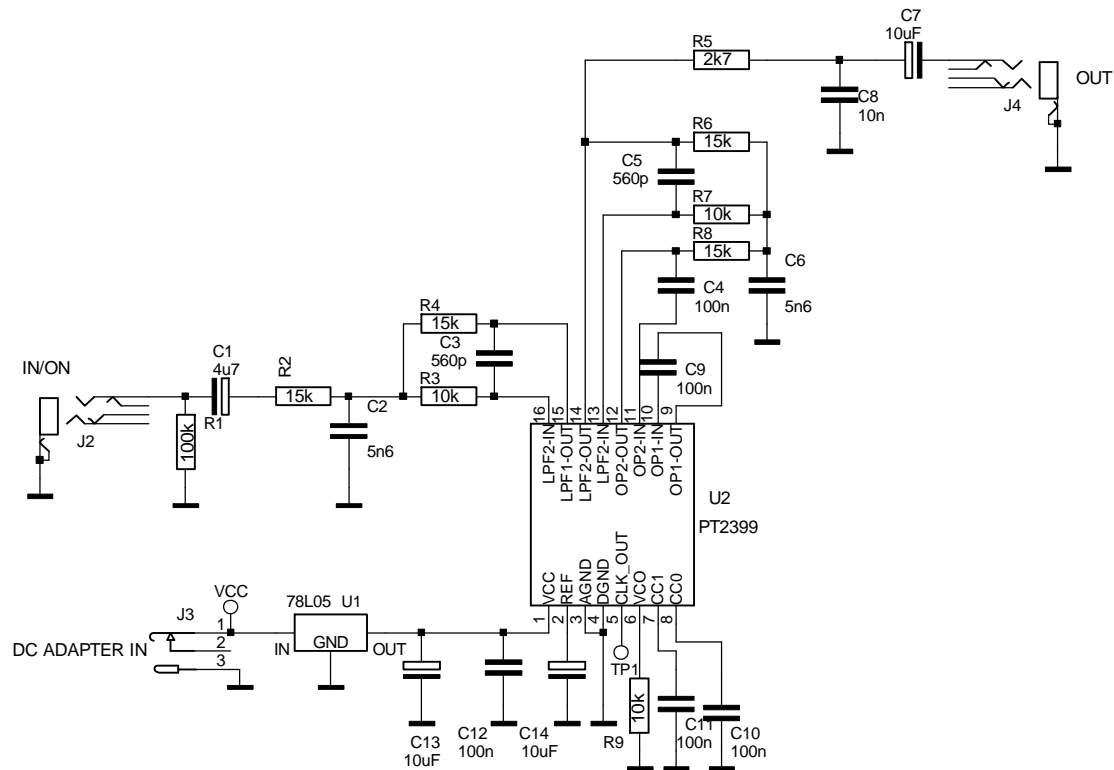 C7
10uF
R5
2k7
OUT
C8
10n
J4
R6
15k
C5
560p
R7
10k
R8
15k
C6
5n6
C4
100n
R4
15k
C3
560p
C9
100n
IN/ON
C1
4u7
R2
15k
R3
10k
C2
5n6
J2
R1
100k
16 15 14 13 12 11 10 9
LPF2-IN
LPF1-OUT
LPF2-OUT
LPF2-IN
OP2-OUT
OP2-IN
OP1-IN
OP1-OUT
U2
PT2399
VCC
REF
AGND
DGND
CLK_OUT
VCO
CC1
CC0
1 2 3 4 5 6 7 8
VCC
J3
1
2
3
DC ADAPTER IN
78L05 U1
GND
IN
OUT
TP1
10k
R9
C13
10uF
C12
100n
C14
10uF
C11
100n
C10
100n